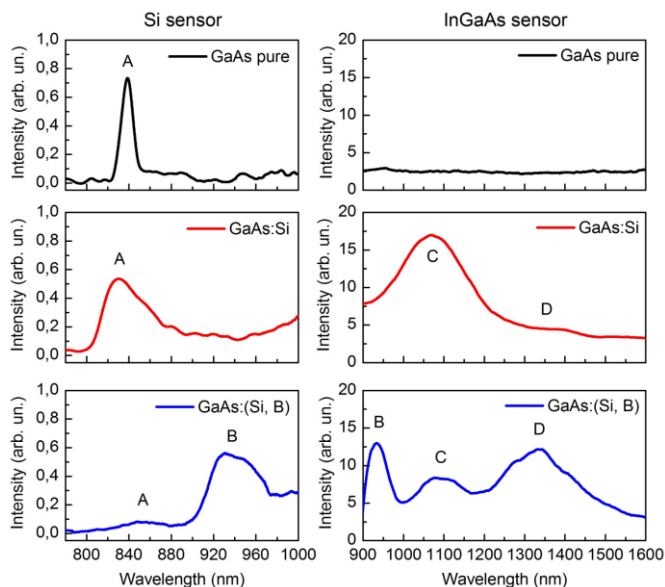 Si sensor
InGaAs sensor
Intensity (arb. un.)
1,0
0,8
0,6
0,4
0,2
0,0
A
GaAs pure
Intensity (arb. un.)
20
15
10
5
0
GaAs pure
Intensity (arb. un.)
1,0
0,8
0,6
0,4
0,2
0,0
A
GaAs:Si
Intensity (arb. un.)
20
15
10
5
0
GaAs:Si
C
D
Intensity (arb. un.)
1,0
0,8
0,6
0,4
0,2
0,0
GaAs:(Si, B)
B
A
800 840 880 920 960 1000
Wavelength (nm)
Intensity (arb. un.)
20
15
10
5
0
GaAs:(Si, B)
B
C
D
900 1000 1100 1200 1300 1400 1500 1600
Wavelength (nm)